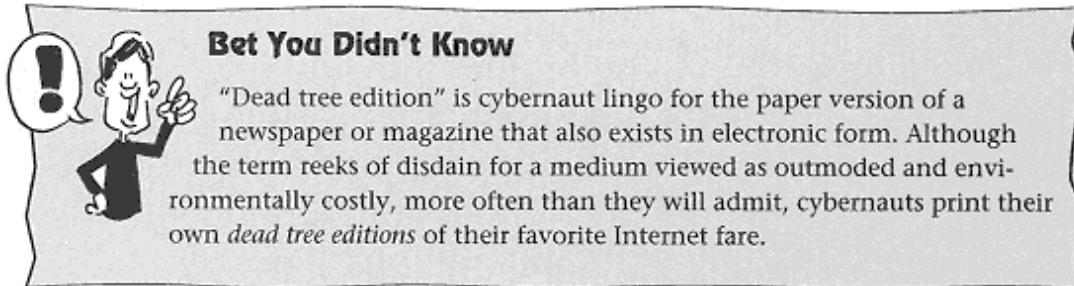 !
Bet You Didn't Know
"Dead tree edition" is cybernaut lingo for the paper version of a
newspaper or magazine that also exists in electronic form. Although
the term reeks of disdain for a medium viewed as outmoded and envi-
ronmentally costly, more often than they will admit, cybernauts print their
own dead tree editions of their favorite Internet fare.